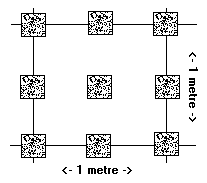 <- 1 metre ->
<- 1 metre ->